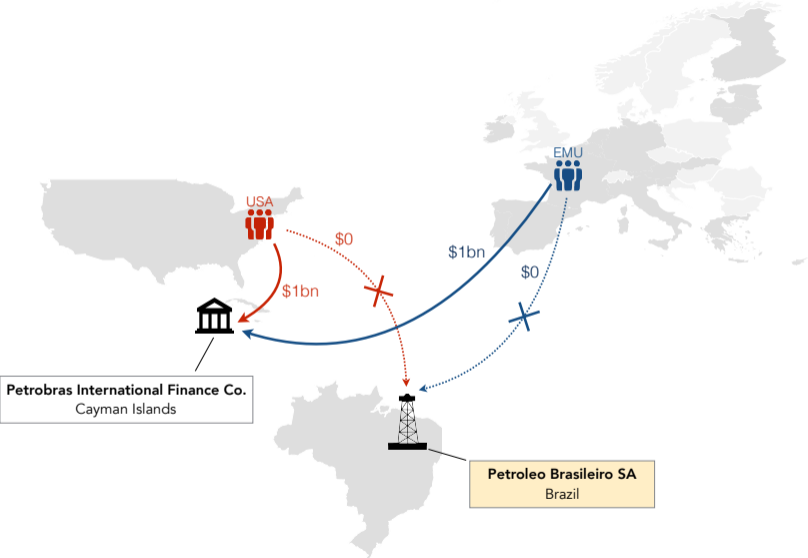 EMU
USA
$0
$1bn
$0
$1bn
Petrobras International Finance Co.
Cayman Islands
Petroleo Brasileiro SA
Brazil